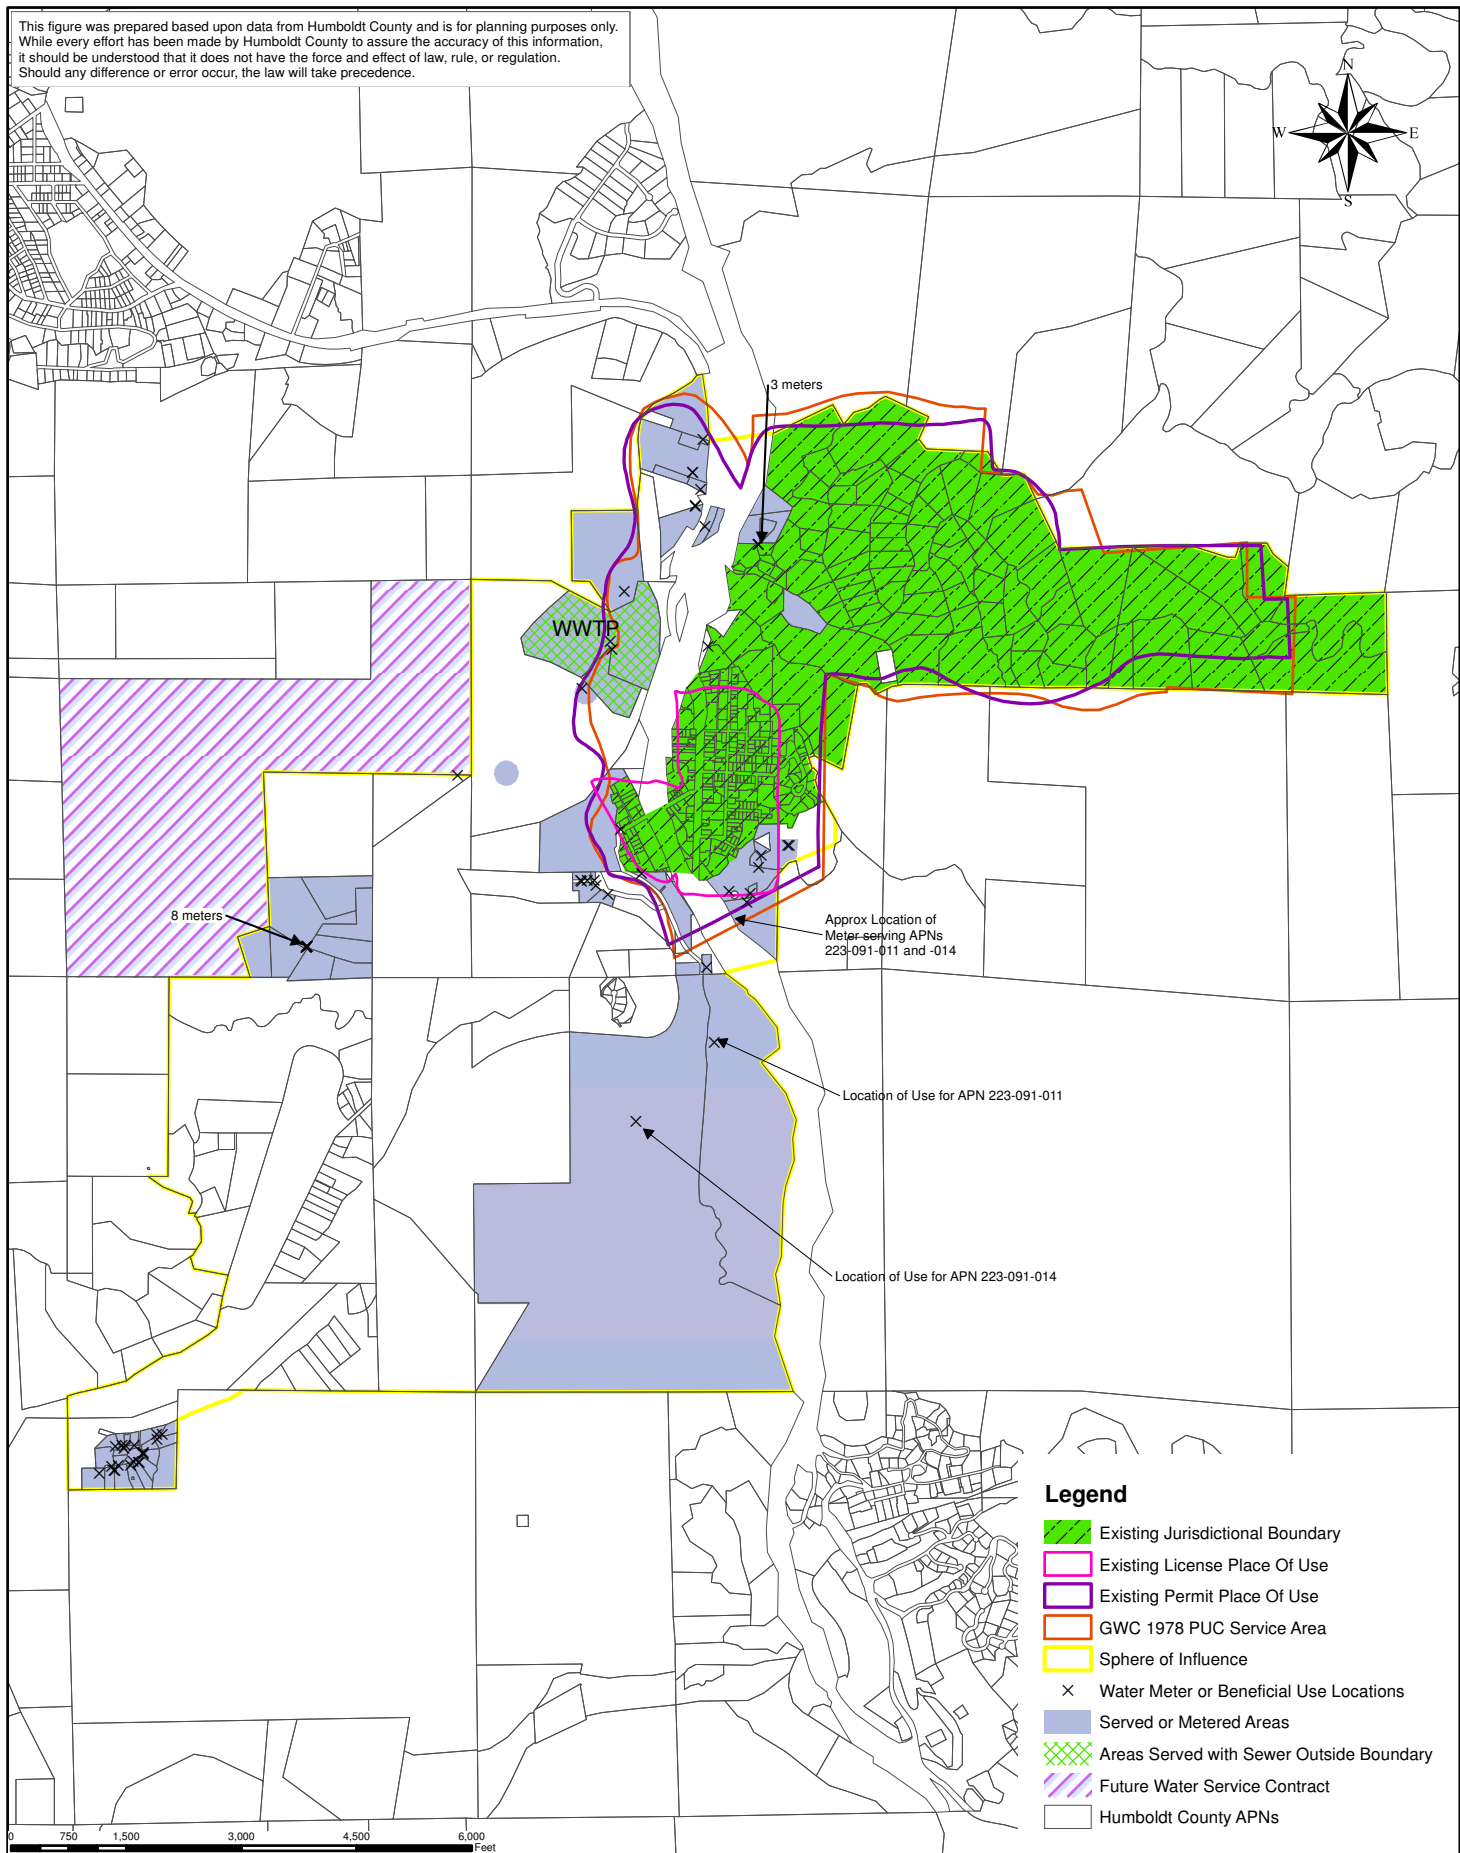 This figure was prepared based upon data from Humboldt County and is for planning purposes only.
While every effort has been made by Humboldt County to assure the accuracy of this information,
it should be understood that it does not have the force and effect of law, rule, or regulation.
Should any difference or error occur, the law will take precedence.
N
W
E
S
3 meters
WWTP
8 meters
Approx Location of
Meter serving APNs
223-091-011 and -014
Location of Use for APN 223-091-011
Location of Use for APN 223-091-014
Legend
Existing Jurisdictional Boundary
Existing License Place Of Use
Existing Permit Place Of Use
GWC 1978 PUC Service Area
Sphere of Influence
Water Meter or Beneficial Use Locations
Served or Metered Areas
Areas Served with Sewer Outside Boundary
Future Water Service Contract
Humboldt County APNs
0 750 1,500 3,000 4,500 6,000
Feet